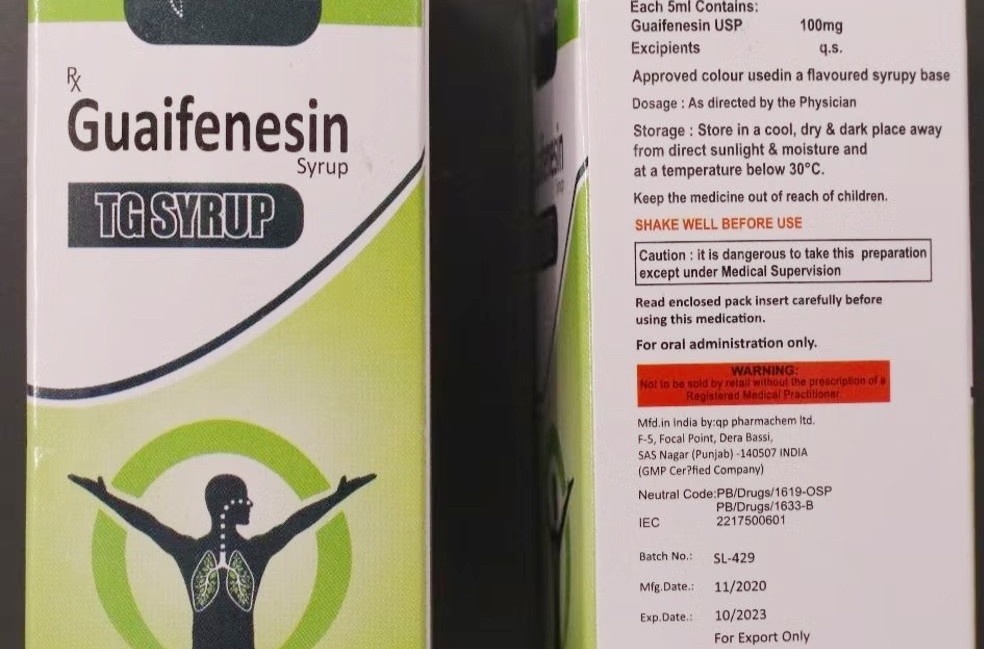 Rx
Guaifenesin
Syrup
TG SYRUP
Each 5ml Contains:
Guaifenesin USP 100mg
Excipients q.s.
Approved colour usedin a flavoured syrupy base
Dosage : As directed by the Physician
Storage : Store in a cool, dry & dark place away
from direct sunlight & moisture and
at a temperature below 30°C.
Keep the medicine out of reach of children.
SHAKE WELL BEFORE USE
Caution : it is dangerous to take this preparation
except under Medical Supervision
Read enclosed pack insert carefully before
using this medication.
For oral administration only.
WARNING:
Not to be sold by retail without the prescription of a
Registered Medical Practitioner.
Mfd.in India by:qp pharmachem ltd.
F-5, Focal Point, Dera Bassi,
SAS Nagar (Punjab) -140507 INDIA
(GMP Cer?fied Company)
Neutral Code:PB/Drugs/1619-OSP
PB/Drugs/1633-B
IEC 2217500601
Batch No.: SL-429
Mfg.Date.: 11/2020
Exp.Date.: 10/2023
For Export Only